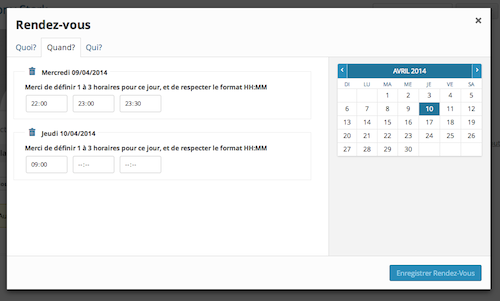 Rendez-vous
×
Quoi? Quand? Qui?
Mercredi 09/04/2014
Merci de définir 1 à 3 horaires pour ce jour, et de respecter le format HH:MM
22:00 23:00 23:30
Jeudi 10/04/2014
Merci de définir 1 à 3 horaires pour ce jour, et de respecter le format HH:MM
09:00 --:-- --:--
‹ AVRIL 2014 ›
DI LU MA ME JE VE SA
1 2 3 4 5
6 7 8 9 10 11 12
13 14 15 16 17 18 19
20 21 22 23 24 25 26
27 28 29 30
Enregistrer Rendez-Vous